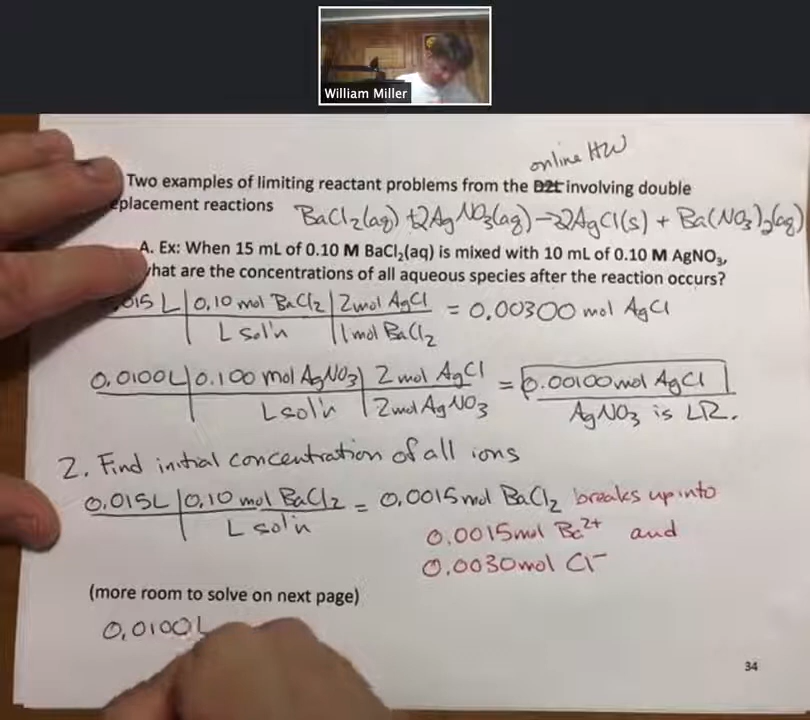 William Miller
online HW
Two examples of limiting reactant problems from the involving double
eplacement reactions BaCl₂(aq) + 2AgNO₃(aq) → 2AgCl(s) + Ba(NO₃)₂(aq)
A. Ex: When 15 mL of 0.10 M BaCl₂(aq) is mixed with 10 mL of 0.10 M AgNO₃,
what are the concentrations of all aqueous species after the reaction occurs?
.015 L | 0.10 mol BaCl₂ | 2 mol AgCl = 0.00300 mol AgCl
L sol'n | 1 mol BaCl₂
0.0100L | 0.100 mol AgNO₃ | 2 mol AgCl = 0.00100 mol AgCl
L sol'n | 2 mol AgNO₃ AgNO₃ is LR.
2. Find initial concentration of all ions
0.015L | 0.10 mol BaCl₂ = 0.0015 mol BaCl₂ breaks up into
L sol'n 0.0015 mol Ba²⁺ and
0.0030 mol Cl⁻
(more room to solve on next page)
0.0100L
34